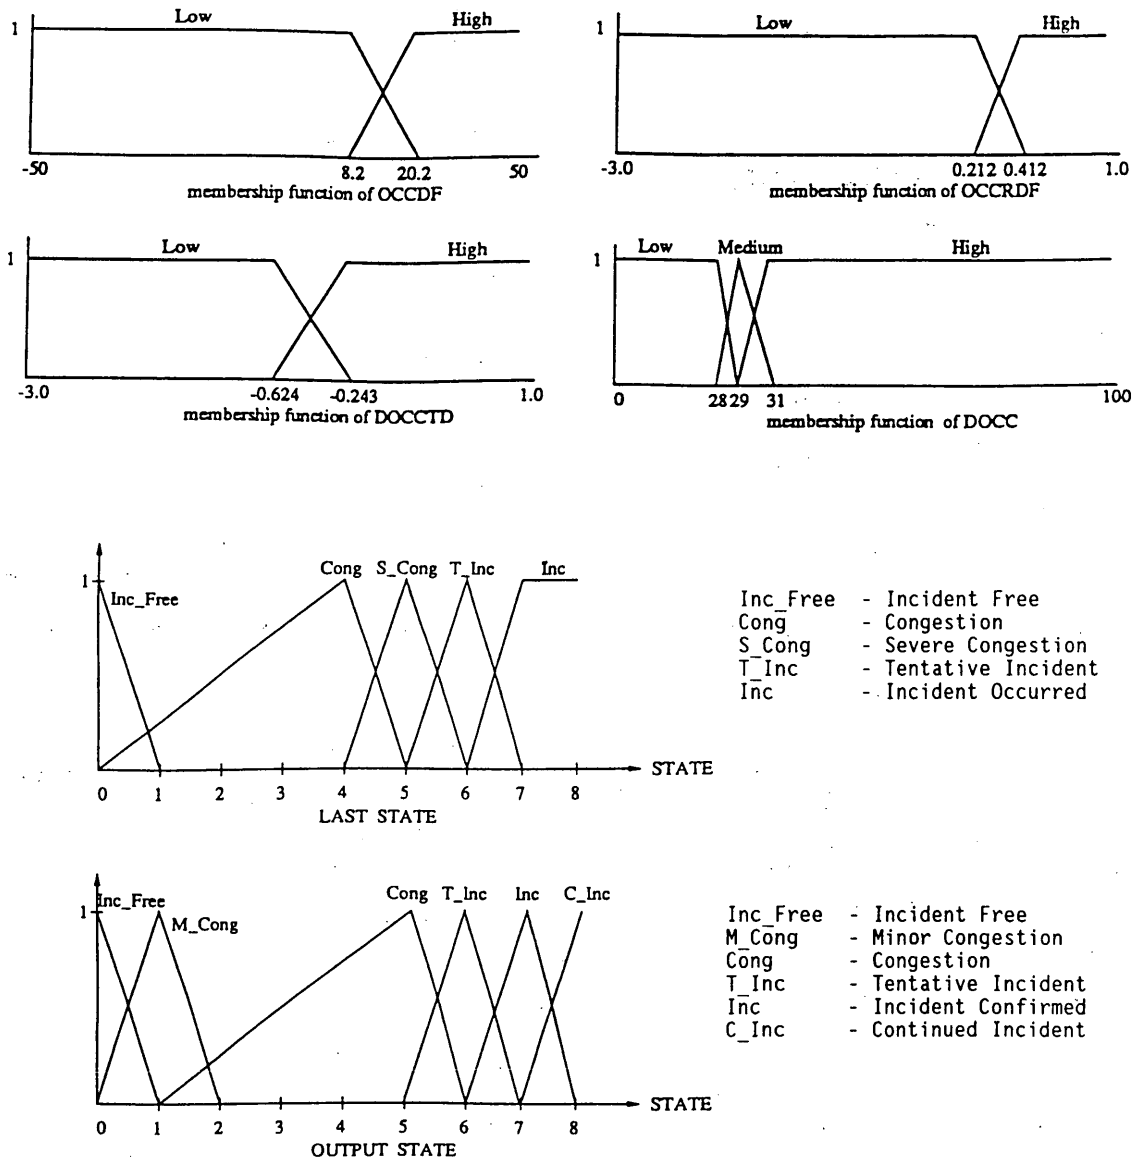 Low High
1
-50 8.2 20.2 50
membership function of OCCDF
Low High
1
-3.0 0.212 0.412 1.0
membership function of OCCRDF
Low High
1
-3.0 -0.624 -0.243 1.0
membership function of DOCCTD
Low Medium High
1
0 28 29 31 100
membership function of DOCC
Cong S_Cong T_Inc Inc
1
Inc_Free
STATE
0 1 2 3 4 5 6 7 8
LAST STATE
Inc_Free - Incident Free
Cong - Congestion
S_Cong - Severe Congestion
T_Inc - Tentative Incident
Inc - Incident Occurred
Inc_Free Cong T_Inc Inc C_Inc
1
M_Cong
STATE
0 1 2 3 4 5 6 7 8
OUTPUT STATE
Inc_Free - Incident Free
M_Cong - Minor Congestion
Cong - Congestion
T_Inc - Tentative Incident
Inc - Incident Confirmed
C_Inc - Continued Incident